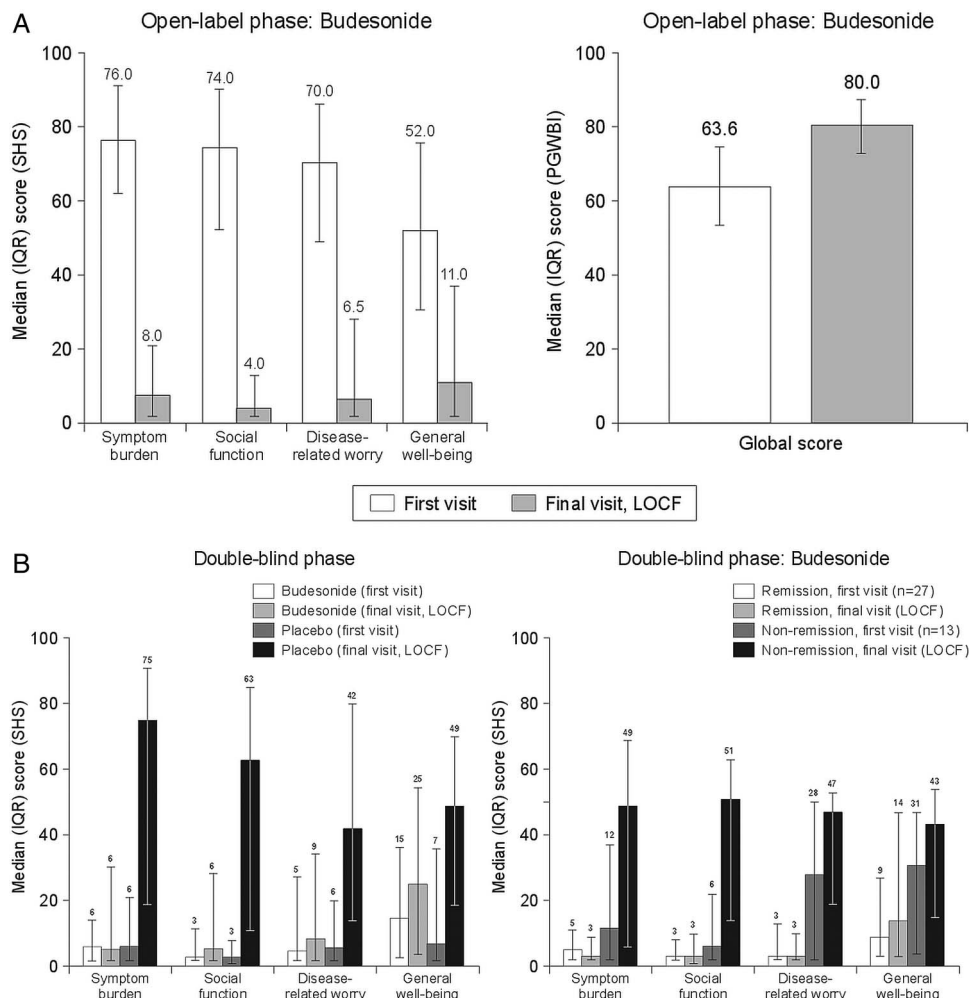 A
Open-label phase: Budesonide
Median (IQR) score (SHS)
100
80
60
40
20
0
76.0
8.0
74.0
4.0
70.0
6.5
52.0
11.0
Symptom burden
Social function
Disease-related worry
General well-being
Open-label phase: Budesonide
Median (IQR) score (PGWBI)
100
80
60
40
20
0
63.6
80.0
Global score
First visit
Final visit, LOCF
B
Double-blind phase
Budesonide (first visit)
Budesonide (final visit, LOCF)
Placebo (first visit)
Placebo (final visit, LOCF)
Median (IQR) score (SHS)
100
80
60
40
20
0
6
6
6
75
3
6
3
63
5
9
6
42
15
25
7
49
Symptom burden
Social function
Disease-related worry
General well-being
Double-blind phase: Budesonide
Remission, first visit (n=27)
Remission, final visit (LOCF)
Non-remission, first visit (n=13)
Non-remission, final visit (LOCF)
Median (IQR) score (SHS)
100
80
60
40
20
0
5
3
12
49
3
3
6
51
3
3
28
47
9
14
31
43
Symptom burden
Social function
Disease-related worry
General well-being